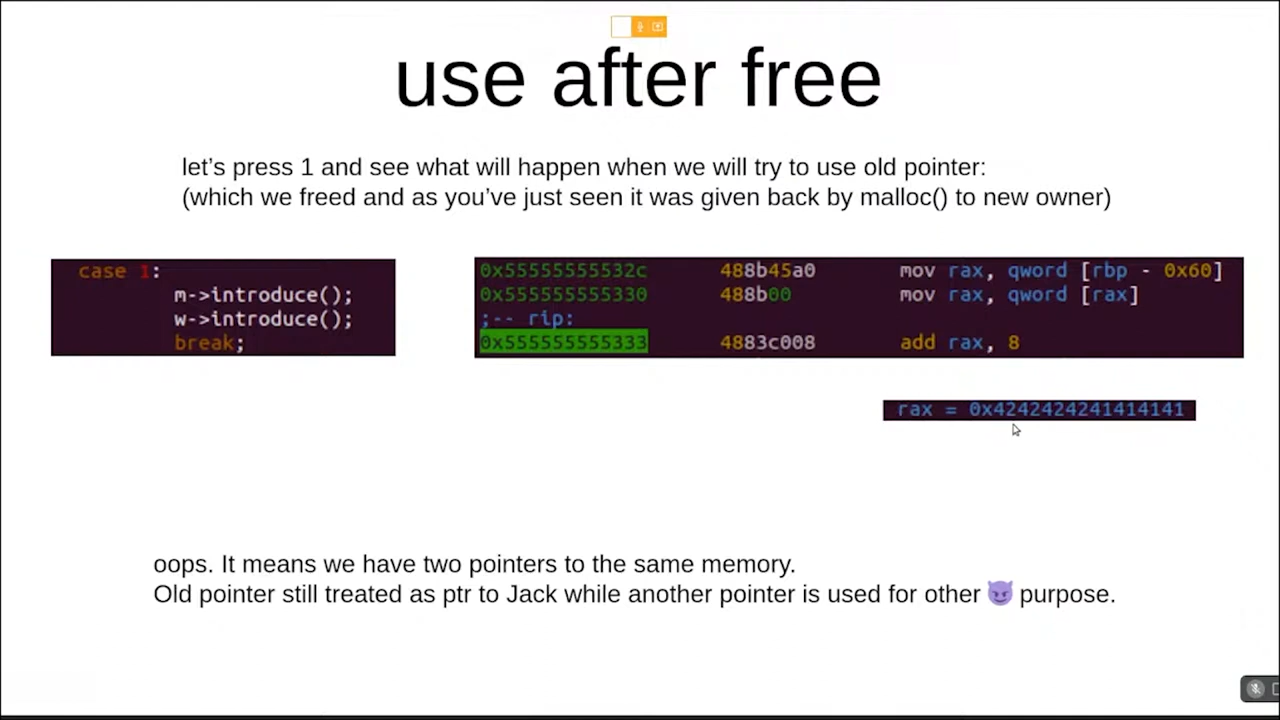 use after free
let’s press 1 and see what will happen when we will try to use old pointer:
(which we freed and as you’ve just seen it was given back by malloc() to new owner)
case 1:
m->introduce();
w->introduce();
break;
0x55555555532c 488b45a0 mov rax, qword [rbp - 0x60]
0x555555555330 488b00 mov rax, qword [rax]
;-- rip:
0x555555555333 4883c008 add rax, 8
rax = 0x4242424241414141
oops. It means we have two pointers to the same memory.
Old pointer still treated as ptr to Jack while another pointer is used for other 😈 purpose.